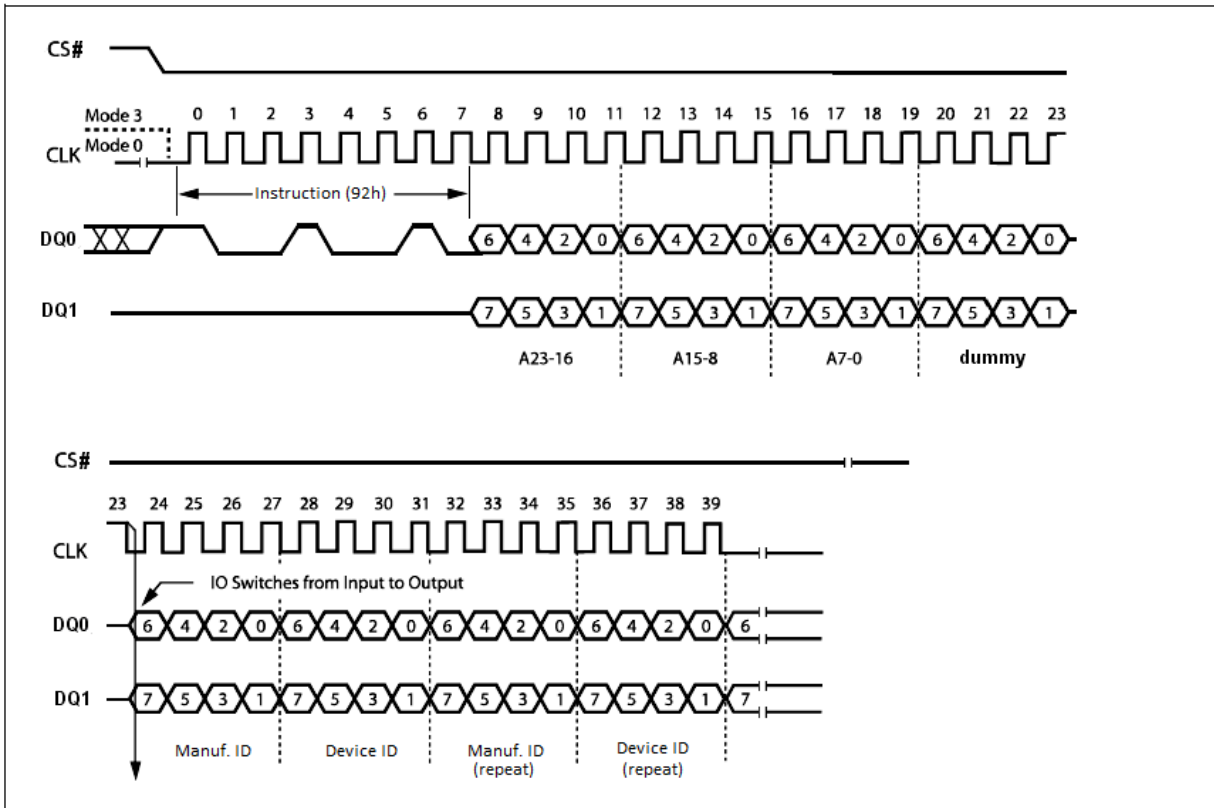 CS#
Mode 3
0 1 2 3 4 5 6 7 8 9 10 11 12 13 14 15 16 17 18 19 20 21 22 23
Mode 0
CLK
Instruction (92h)
DQ0 6 4 2 0 6 4 2 0 6 4 2 0 6 4 2 0
DQ1 7 5 3 1 7 5 3 1 7 5 3 1 7 5 3 1
A23-16 A15-8 A7-0 dummy
CS#
23 24 25 26 27 28 29 30 31 32 33 34 35 36 37 38 39
CLK
IO Switches from Input to Output
DQ0 6 4 2 0 6 4 2 0 6 4 2 0 6 4 2 0 6
DQ1 7 5 3 1 7 5 3 1 7 5 3 1 7 5 3 1 7
Manuf. ID Device ID Manuf. ID Device ID
(repeat) (repeat)